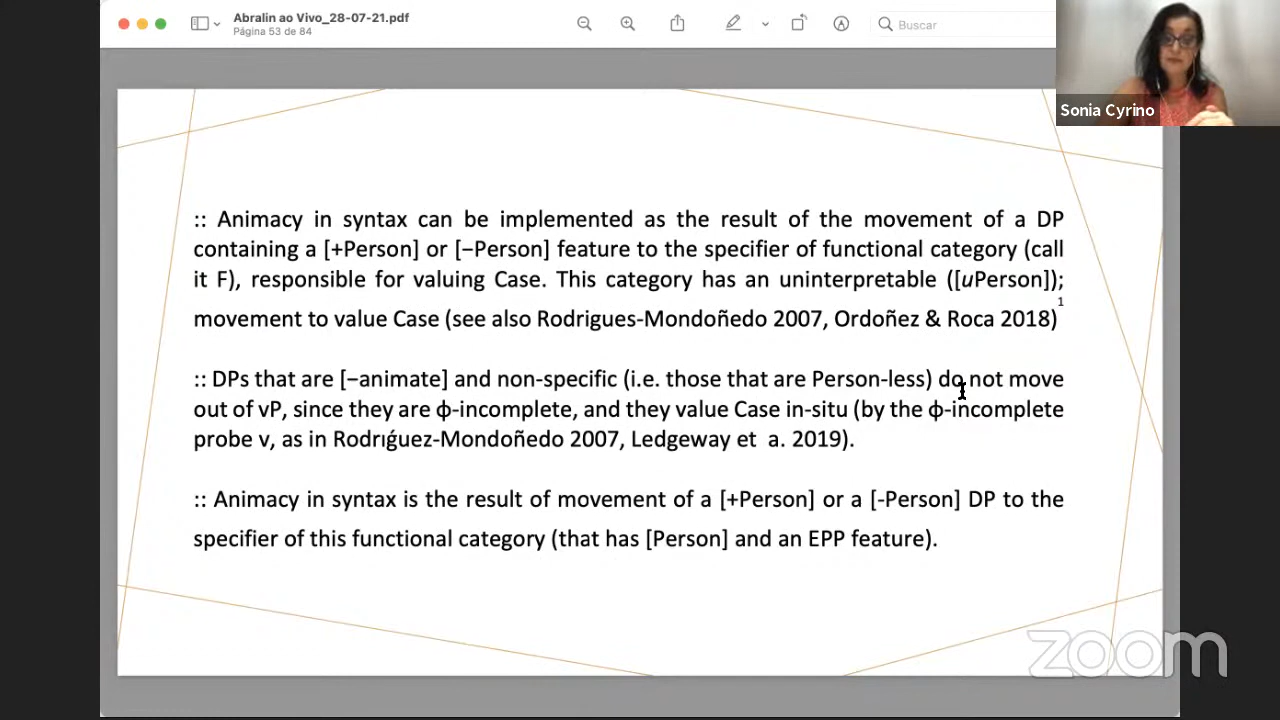 Abralin ao Vivo_28-07-21.pdf
Página 53 de 84
Buscar
Sonia Cyrino
:: Animacy in syntax can be implemented as the result of the movement of a DP
containing a [+Person] or [−Person] feature to the specifier of functional category (call
it F), responsible for valuing Case. This category has an uninterpretable ([uPerson]);
movement to value Case (see also Rodrigues-Mondoñedo 2007, Ordoñez & Roca 2018)1
:: DPs that are [−animate] and non-specific (i.e. those that are Person-less) do not move
out of vP, since they are ф-incomplete, and they value Case in-situ (by the ф-incomplete
probe v, as in Rodrıǵuez-Mondoñedo 2007, Ledgeway et a. 2019).
:: Animacy in syntax is the result of movement of a [+Person] or a [-Person] DP to the
specifier of this functional category (that has [Person] and an EPP feature).
zoom